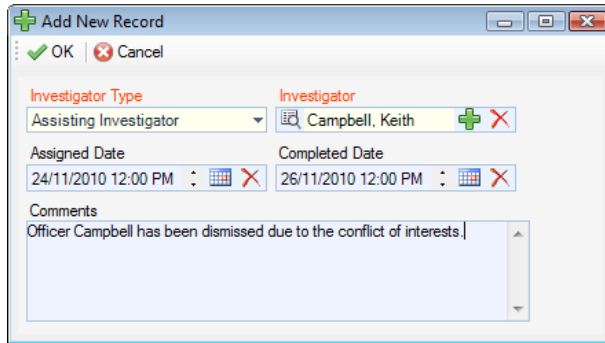 Add New Record
OK Cancel
Investigator Type Investigator
Assisting Investigator Campbell, Keith
Assigned Date Completed Date
24/11/2010 12:00 PM 26/11/2010 12:00 PM
Comments
Officer Campbell has been dismissed due to the conflict of interests.